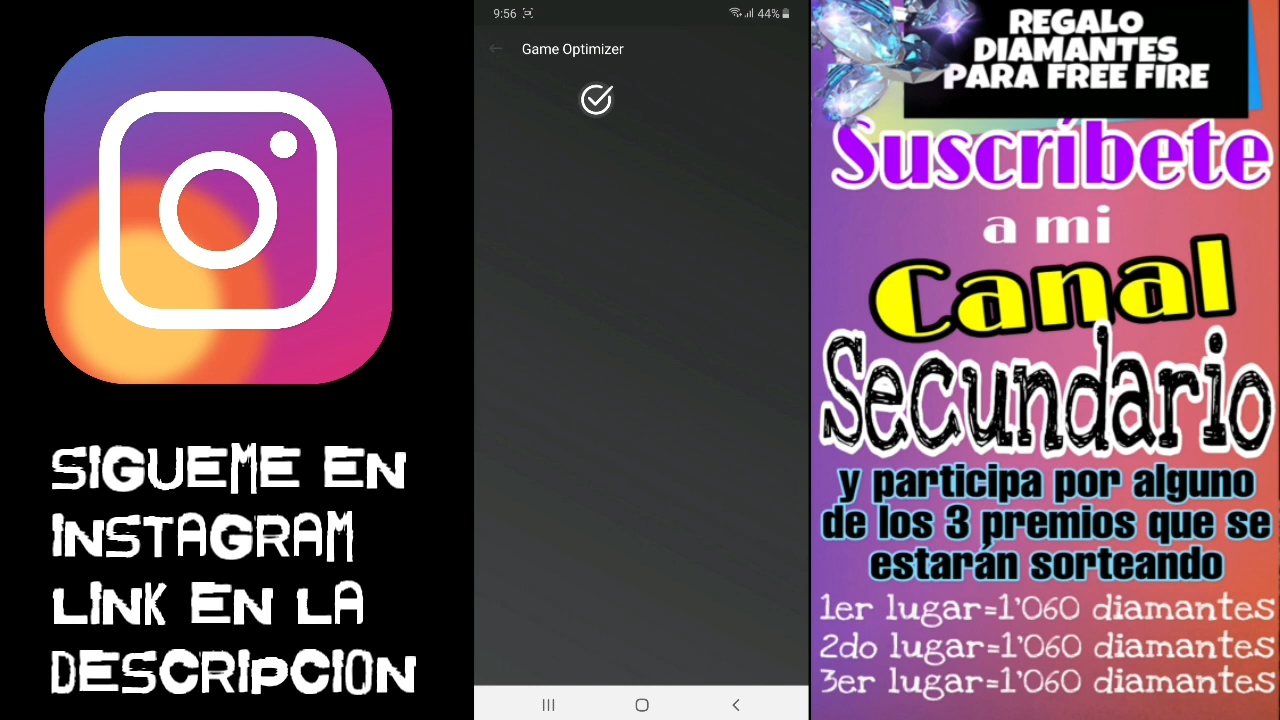 SIGUEME EN
INSTAGRAM
LINK EN LA
DESCRIPCION
9:56
44%
Game Optimizer
REGALO
DIAMANTES
PARA FREE FIRE
Suscríbete
a mi
Canal
Secundario
y participa por alguno
de los 3 premios que se
estarán sorteando
1er lugar=1'060 diamantes
2do lugar=1'060 diamantes
3er lugar=1'060 diamantes